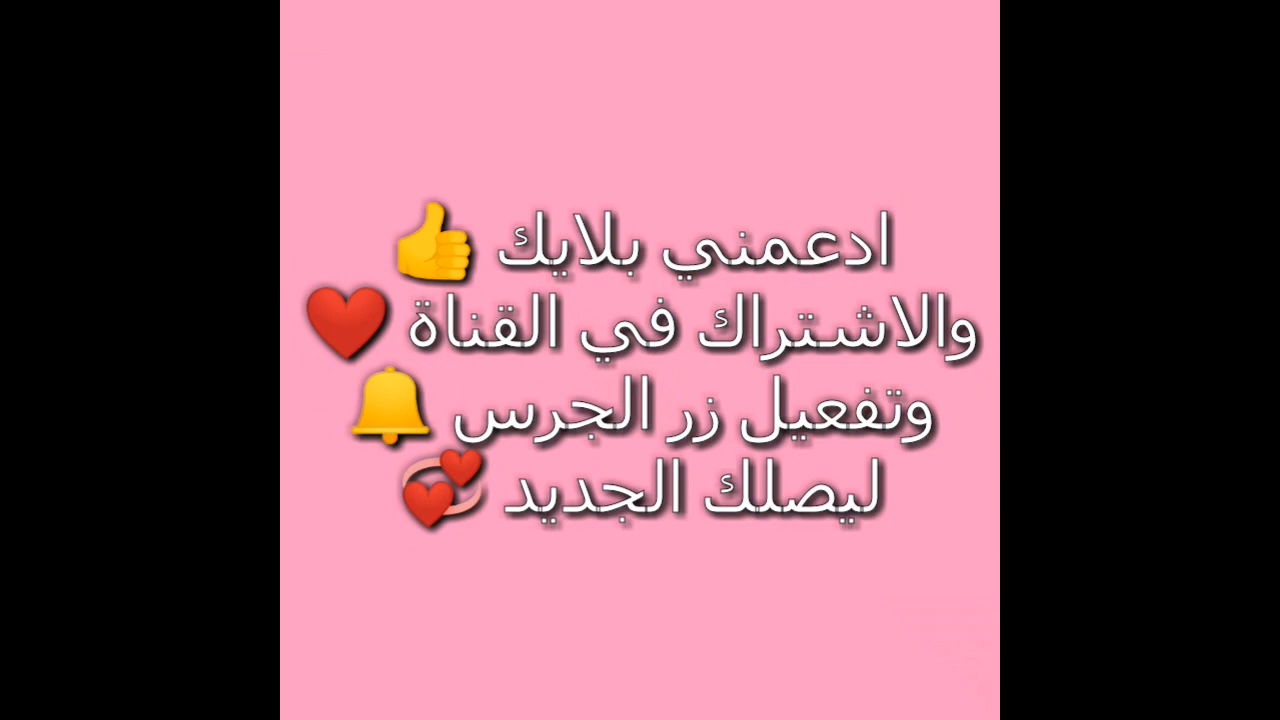 ادعمني بلايك 👍
والاشتراك في القناة ❤️
وتفعيل زر الجرس 🔔
ليصلك الجديد 💞